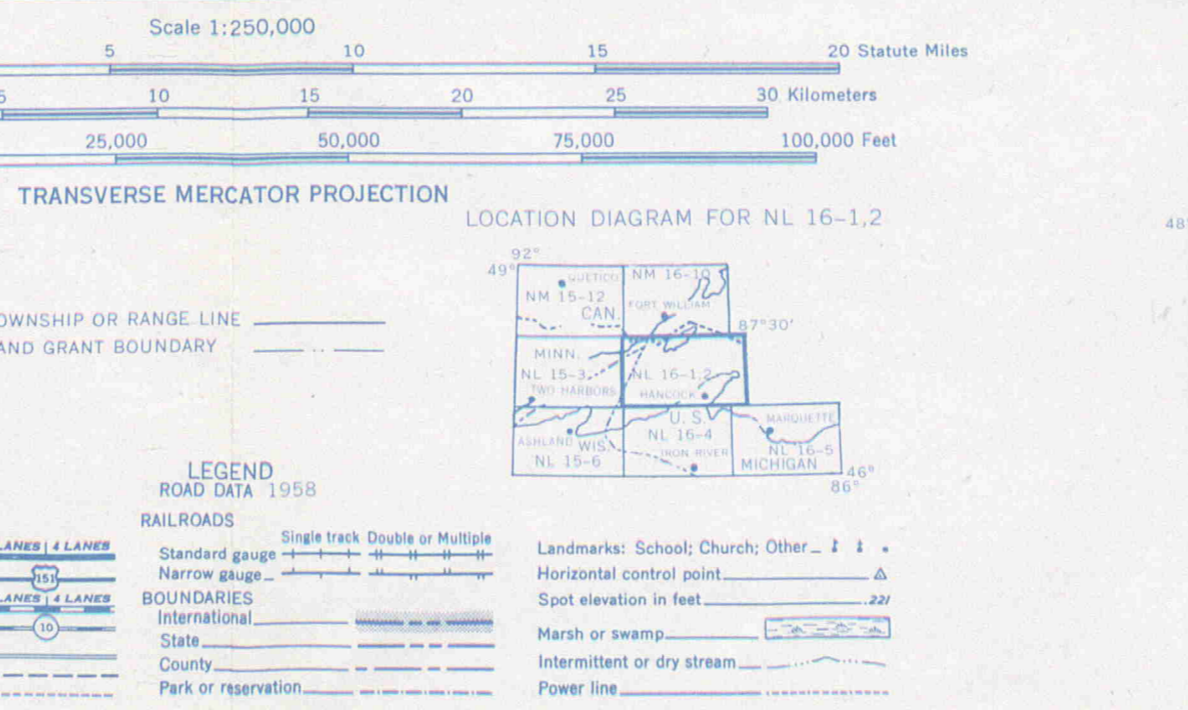 Scale 1:250,000
5 10 15 20 Statute Miles
5 10 15 20 25 30 Kilometers
25,000 50,000 75,000 100,000 Feet
TRANSVERSE MERCATOR PROJECTION
LOCATION DIAGRAM FOR NL 16-1,2
48°
92°
49°
QUETICO
NM 16-10
NM 15-12
CAN.
FORT WILLIAM
87°30'
MINN.
NL 15-3
NL 16-1,2
TWO HARBORS
HANCOCK
U. S.
MARQUETTE
ASHLAND
WIS.
NL 16-4
NL 15-6
IRON RIVER
NL 16-5
MICHIGAN
46°
86°
OWNSHIP OR RANGE LINE
AND GRANT BOUNDARY
LEGEND
ROAD DATA 1958
LANES | 4 LANES
151
LANES | 4 LANES
10
RAILROADS
Single track Double or Multiple
Standard gauge
Narrow gauge
BOUNDARIES
International
State
County
Park or reservation
Landmarks: School; Church; Other
Horizontal control point
Spot elevation in feet .221
Marsh or swamp
Intermittent or dry stream
Power line